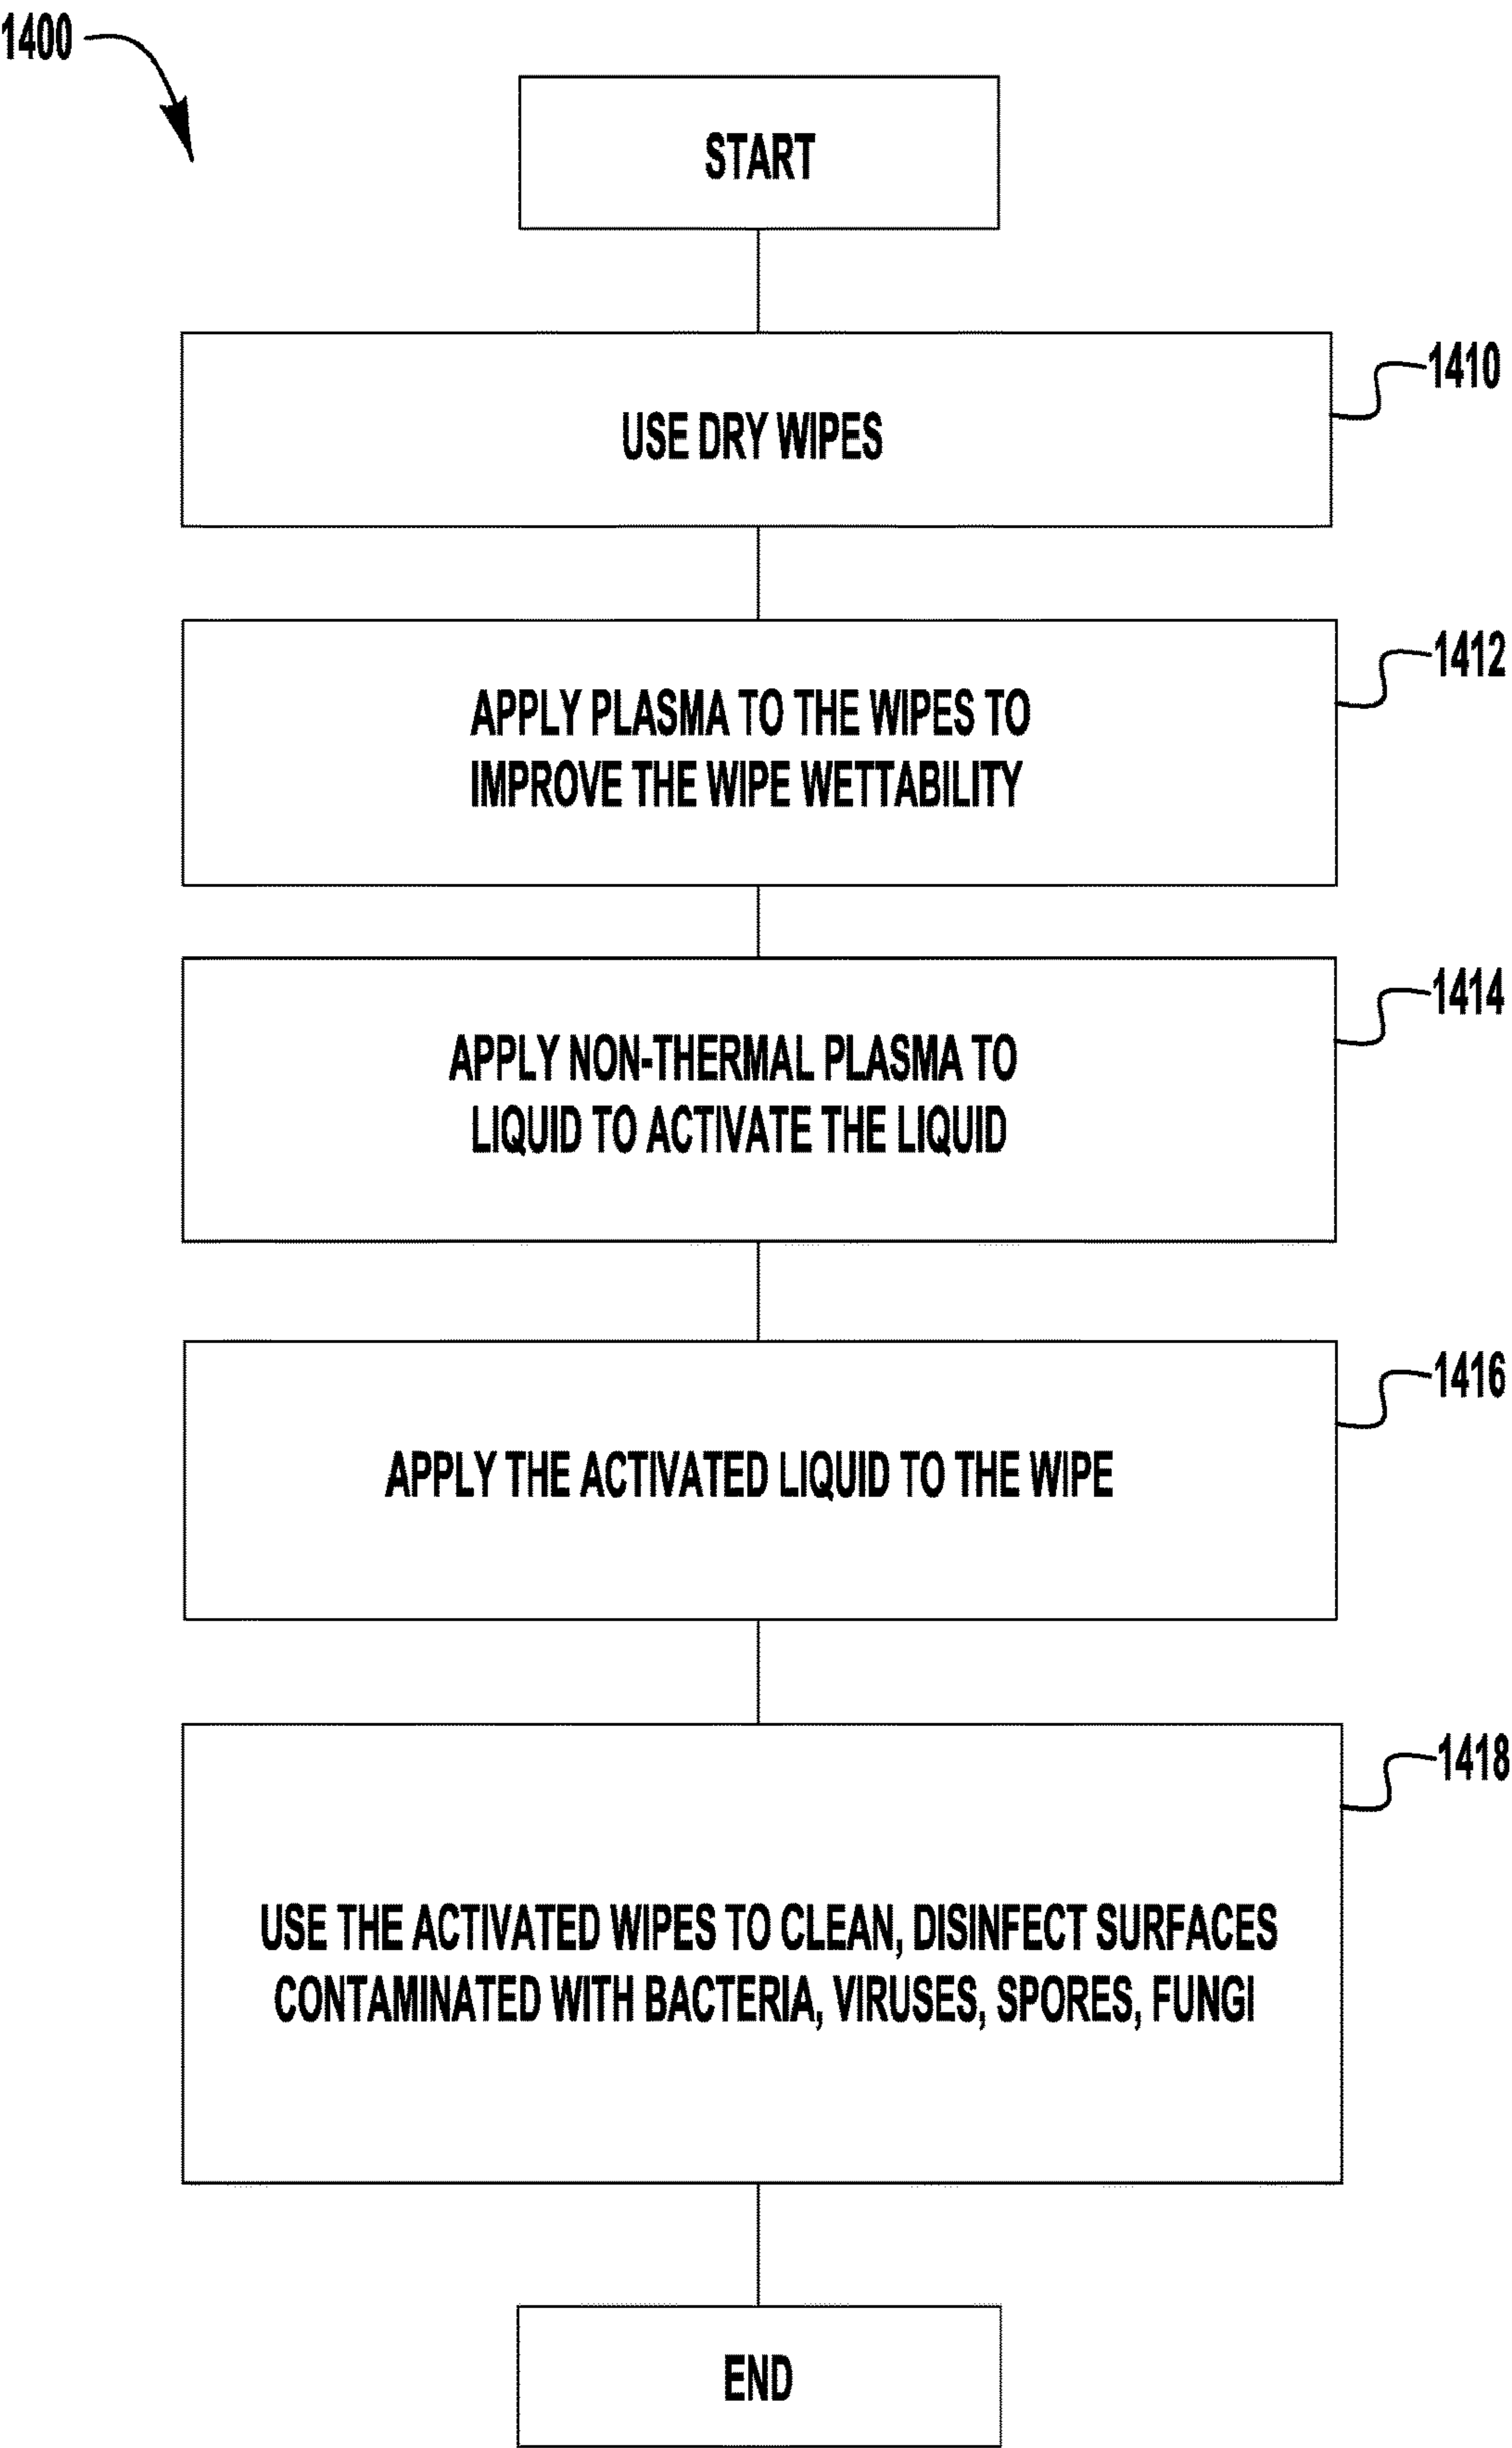 1400
START
1410
USE DRY WIPES
1412
APPLY PLASMA TO THE WIPES TO
IMPROVE THE WIPE WETTABILITY
1414
APPLY NON-THERMAL PLASMA TO
LIQUID TO ACTIVATE THE LIQUID
1416
APPLY THE ACTIVATED LIQUID TO THE WIPE
1418
USE THE ACTIVATED WIPES TO CLEAN, DISINFECT SURFACES
CONTAMINATED WITH BACTERIA, VIRUSES, SPORES, FUNGI
END